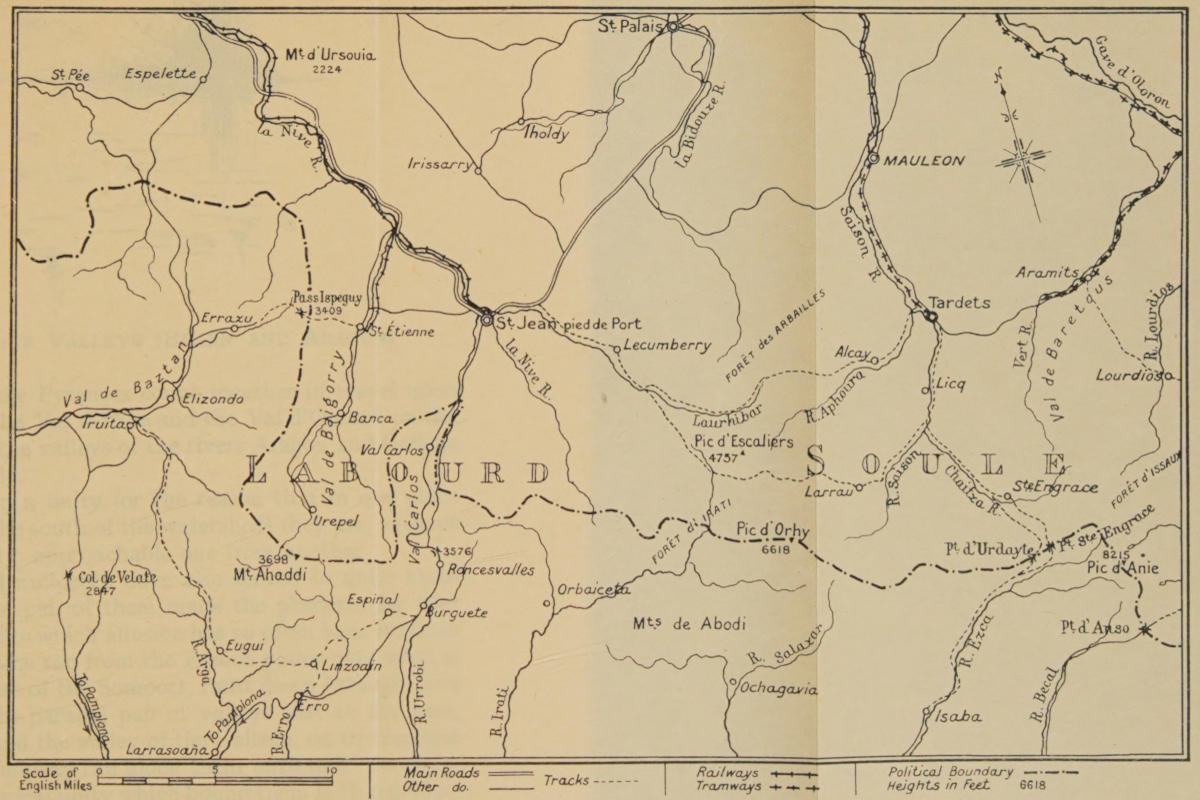 St. Palais
Mt. d'Ursouia
2224
St. Pée
Espelette
Gave d'Oloron
N
la Nive R.
Iholdy
la Bidouze R.
Irissarry
MAULEON
Saison R.
Aramits
Pass Ispeguy
3409
Errazu
St. Étienne
St. Jean pied de Port
Tardets
Lecumberry
FORÊT des ARBAILLES
Alçay
Vert R.
Val de Baretous
R. Lourdios
Lourdios
la Nive R.
Val de Baztan
Elizondo
Truita
Banca
Val de Baigorry
Licq
R. Aphoura
Laurhibar
Pic d'Escaliers
4757
Val Carlos
LABOURD
SOULE
Larrau
R. Saison
Chaitza R.
Ste Engrace
FORÊT d'ISSAUX
Urepel
Val Carlos
FORÊT d'IRATI
Pic d'Orhy
6618
Pt. d'Urdayte
Pt. Ste Engrace
8215
Pic d'Anie
3698
Mt. Ahaddi
3576
Rancesvalles
Col. de Velate
2847
Espinal
Burguete
Orbaiceta
Mts de Abodi
Pt. d'Anso
Eugui
Linzoain
R. Arga
R. Salazar
R. Ezca
Ochagavia
To Pamplona
To Pamplona
Erro
R. Erro
R. Urrobi
R. Irati
Isaba
R. Becal
Larrasoaña
Scale of
English Miles
0 5 10
Main Roads
Other do.
Tracks
Railways
Tramways
Political Boundary
Heights in Feet 6618